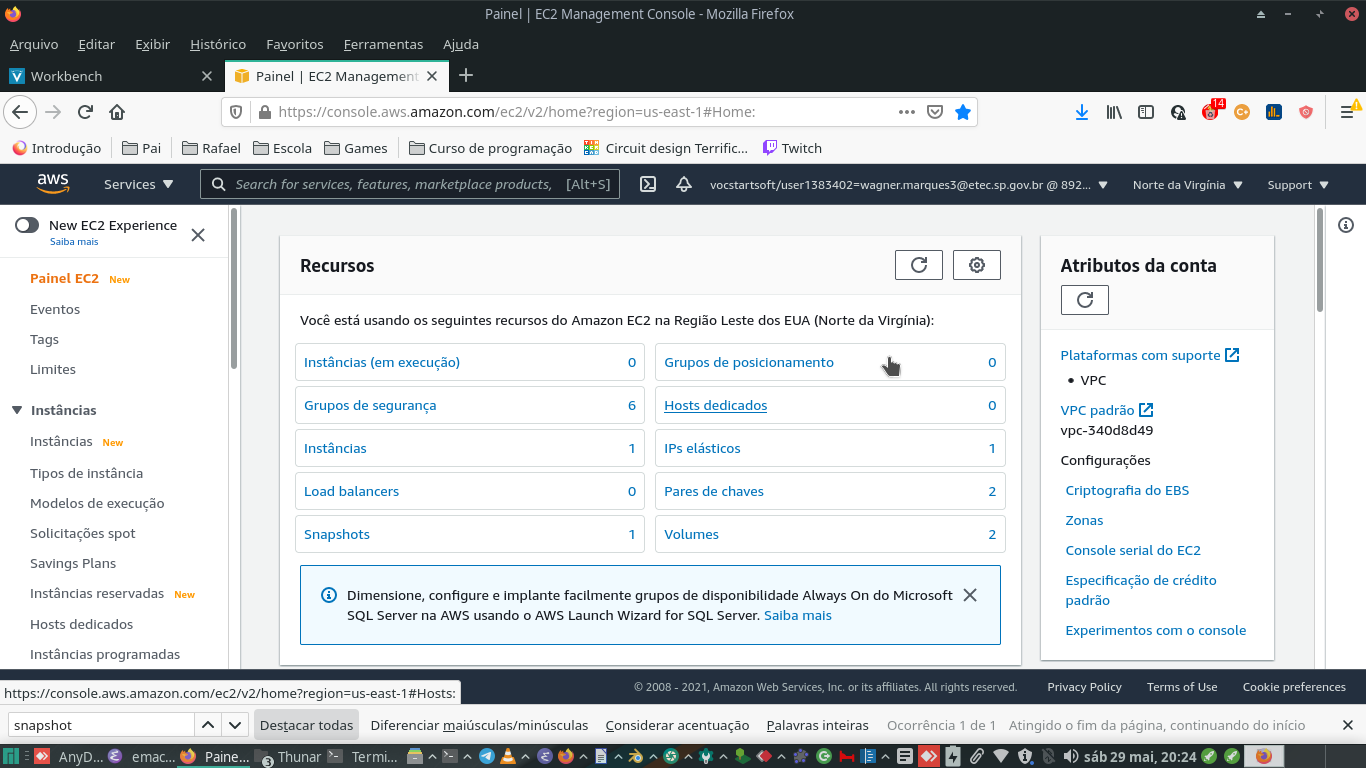 Painel | EC2 Management Console - Mozilla Firefox
Arquivo Editar Exibir Histórico Favoritos Ferramentas Ajuda
Workbench
Painel | EC2 Management
https://console.aws.amazon.com/ec2/v2/home?region=us-east-1#Home:
14
Introdução Pai Rafael Escola Games Curso de programação Circuit design Terrific... Twitch
aws Services Search for services, features, marketplace products, [Alt+S] vocstartsoft/user1383402=wagner.marques3@etec.sp.gov.br @ 892... Norte da Virgínia Support
New EC2 Experience
Saiba mais
Painel EC2 New
Eventos
Tags
Limites
Instâncias
Instâncias New
Tipos de instância
Modelos de execução
Solicitações spot
Savings Plans
Instâncias reservadas New
Hosts dedicados
Instâncias programadas
Recursos
Você está usando os seguintes recursos do Amazon EC2 na Região Leste dos EUA (Norte da Virgínia):
Instâncias (em execução) 0
Grupos de posicionamento 0
Grupos de segurança 6
Hosts dedicados 0
Instâncias 1
IPs elásticos 1
Load balancers 0
Pares de chaves 2
Snapshots 1
Volumes 2
Dimensione, configure e implante facilmente grupos de disponibilidade Always On do Microsoft
SQL Server na AWS usando o AWS Launch Wizard for SQL Server. Saiba mais
Atributos da conta
Plataformas com suporte
• VPC
VPC padrão
vpc-340d8d49
Configurações
Criptografia do EBS
Zonas
Console serial do EC2
Especificação de crédito
padrão
Experimentos com o console
https://console.aws.amazon.com/ec2/v2/home?region=us-east-1#Hosts:
© 2008 - 2021, Amazon Web Services, Inc. or its affiliates. All rights reserved. Privacy Policy Terms of Use Cookie preferences
snapshot Destacar todas Diferenciar maiúsculas/minúsculas Considerar acentuação Palavras inteiras Ocorrência 1 de 1 Atingido o fim da página, continuando do início
AnyD... emac... Paine... 3 Thunar Termi... sáb 29 mai, 20:24